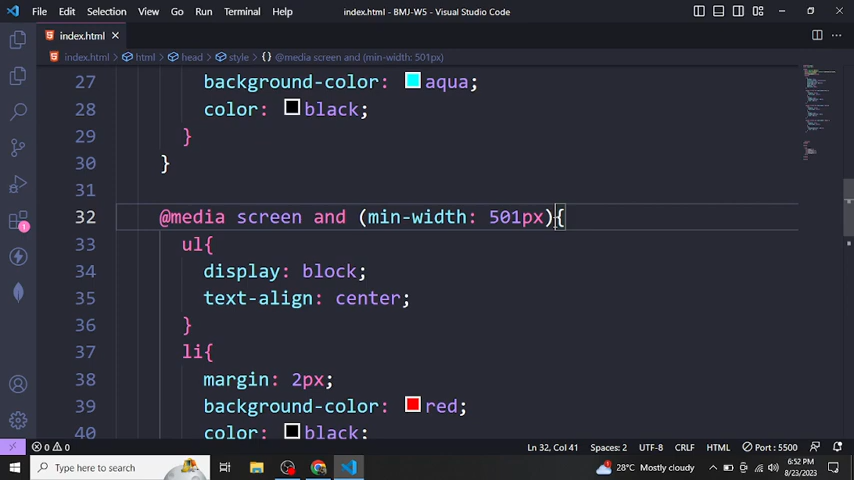 File Edit Selection View Go Run Terminal Help index.html - BMJ-W5 - Visual Studio Code
index.html
index.html html head style @media screen and (min-width: 501px)
27 background-color: aqua;
28 color: black;
29 }
30 }
31
32 @media screen and (min-width: 501px){
33 ul{
34 display: block;
35 text-align: center;
36 }
37 li{
38 margin: 2px;
39 background-color: red;
40 color: black;
1
0 0 Ln 32, Col 41 Spaces: 2 UTF-8 CRLF HTML Port : 5500
Type here to search 28°C Mostly cloudy 6:52 PM
8/23/2023